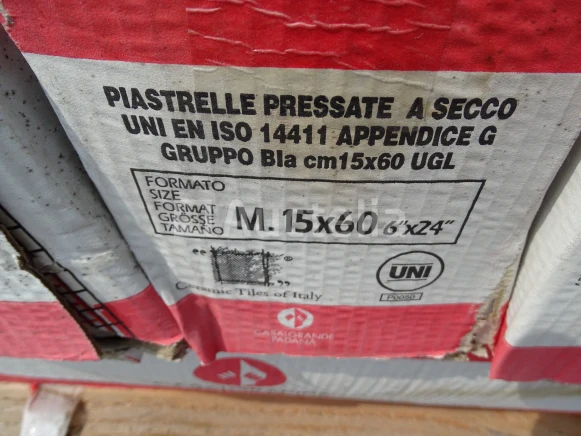 PIASTRELLE PRESSATE A SECCO
UNI EN ISO 14411 APPENDICE G
GRUPPO BIa cm15x60 UGL
FORMATO
SIZE
FORMAT
GRÖSSE
TAMAÑO
M. 15x60 6"x24"
“ ® ”
UNI
P0050
Ceramic Tiles of Italy
CASALGRANDE
PADANA